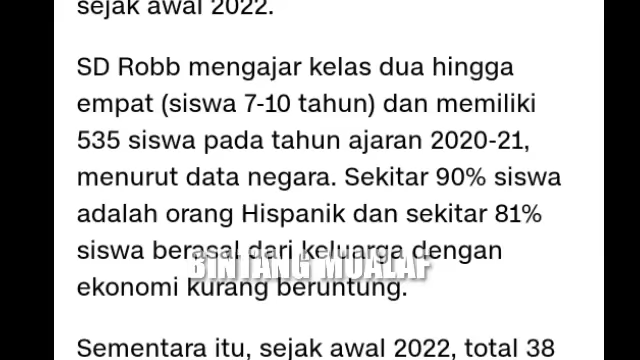 sejak awal 2022.
SD Robb mengajar kelas dua hingga
empat (siswa 7-10 tahun) dan memiliki
535 siswa pada tahun ajaran 2020-21,
menurut data negara. Sekitar 90% siswa
adalah orang Hispanik dan sekitar 81%
siswa berasal dari keluarga dengan
BINTANG MUALAF
ekonomi kurang beruntung.
Sementara itu, sejak awal 2022, total 38